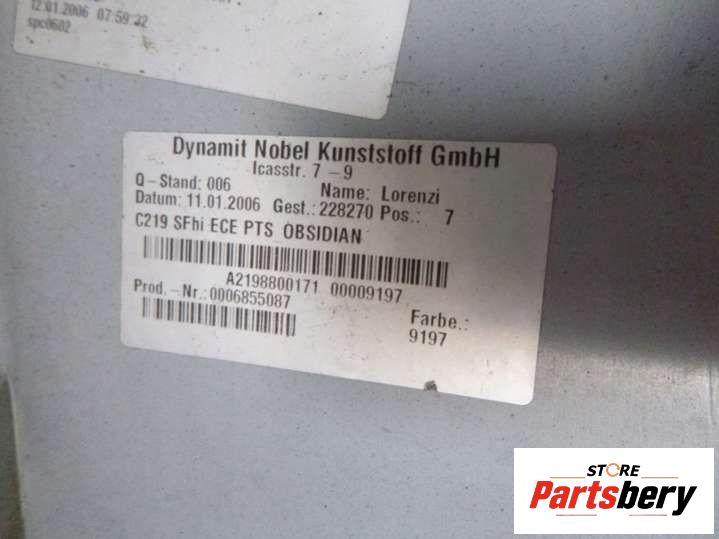 12.01.2006 07:59:22
spc0602
Dynamit Nobel Kunststoff GmbH
Icasstr. 7 - 9
Q-Stand: 006 Name: Lorenzi
Datum: 11.01.2006 Gest.: 228270 Pos.: 7
C219 SFhi ECE PTS OBSIDIAN
A2198800171 00009197
Prod.-Nr.:0006855087
Farbe.:
9197
STORE
Partsbery